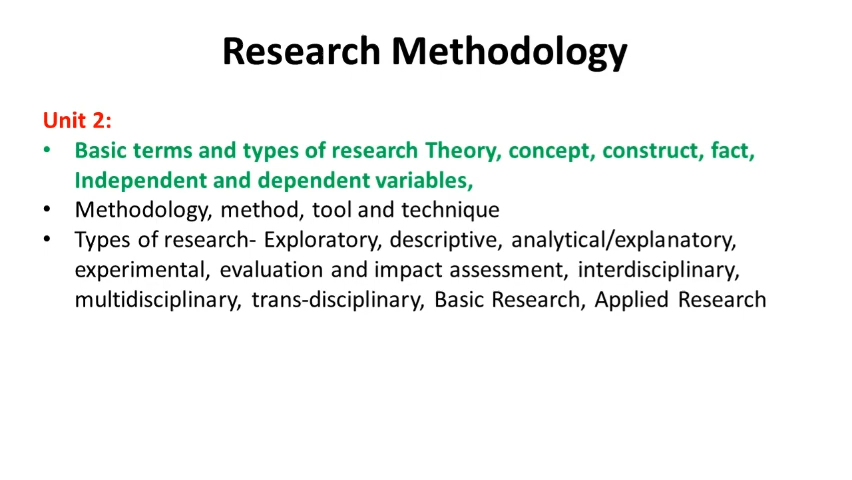 Research Methodology
Unit 2:
• Basic terms and types of research Theory, concept, construct, fact,
Independent and dependent variables,
• Methodology, method, tool and technique
• Types of research- Exploratory, descriptive, analytical/explanatory,
experimental, evaluation and impact assessment, interdisciplinary,
multidisciplinary, trans-disciplinary, Basic Research, Applied Research